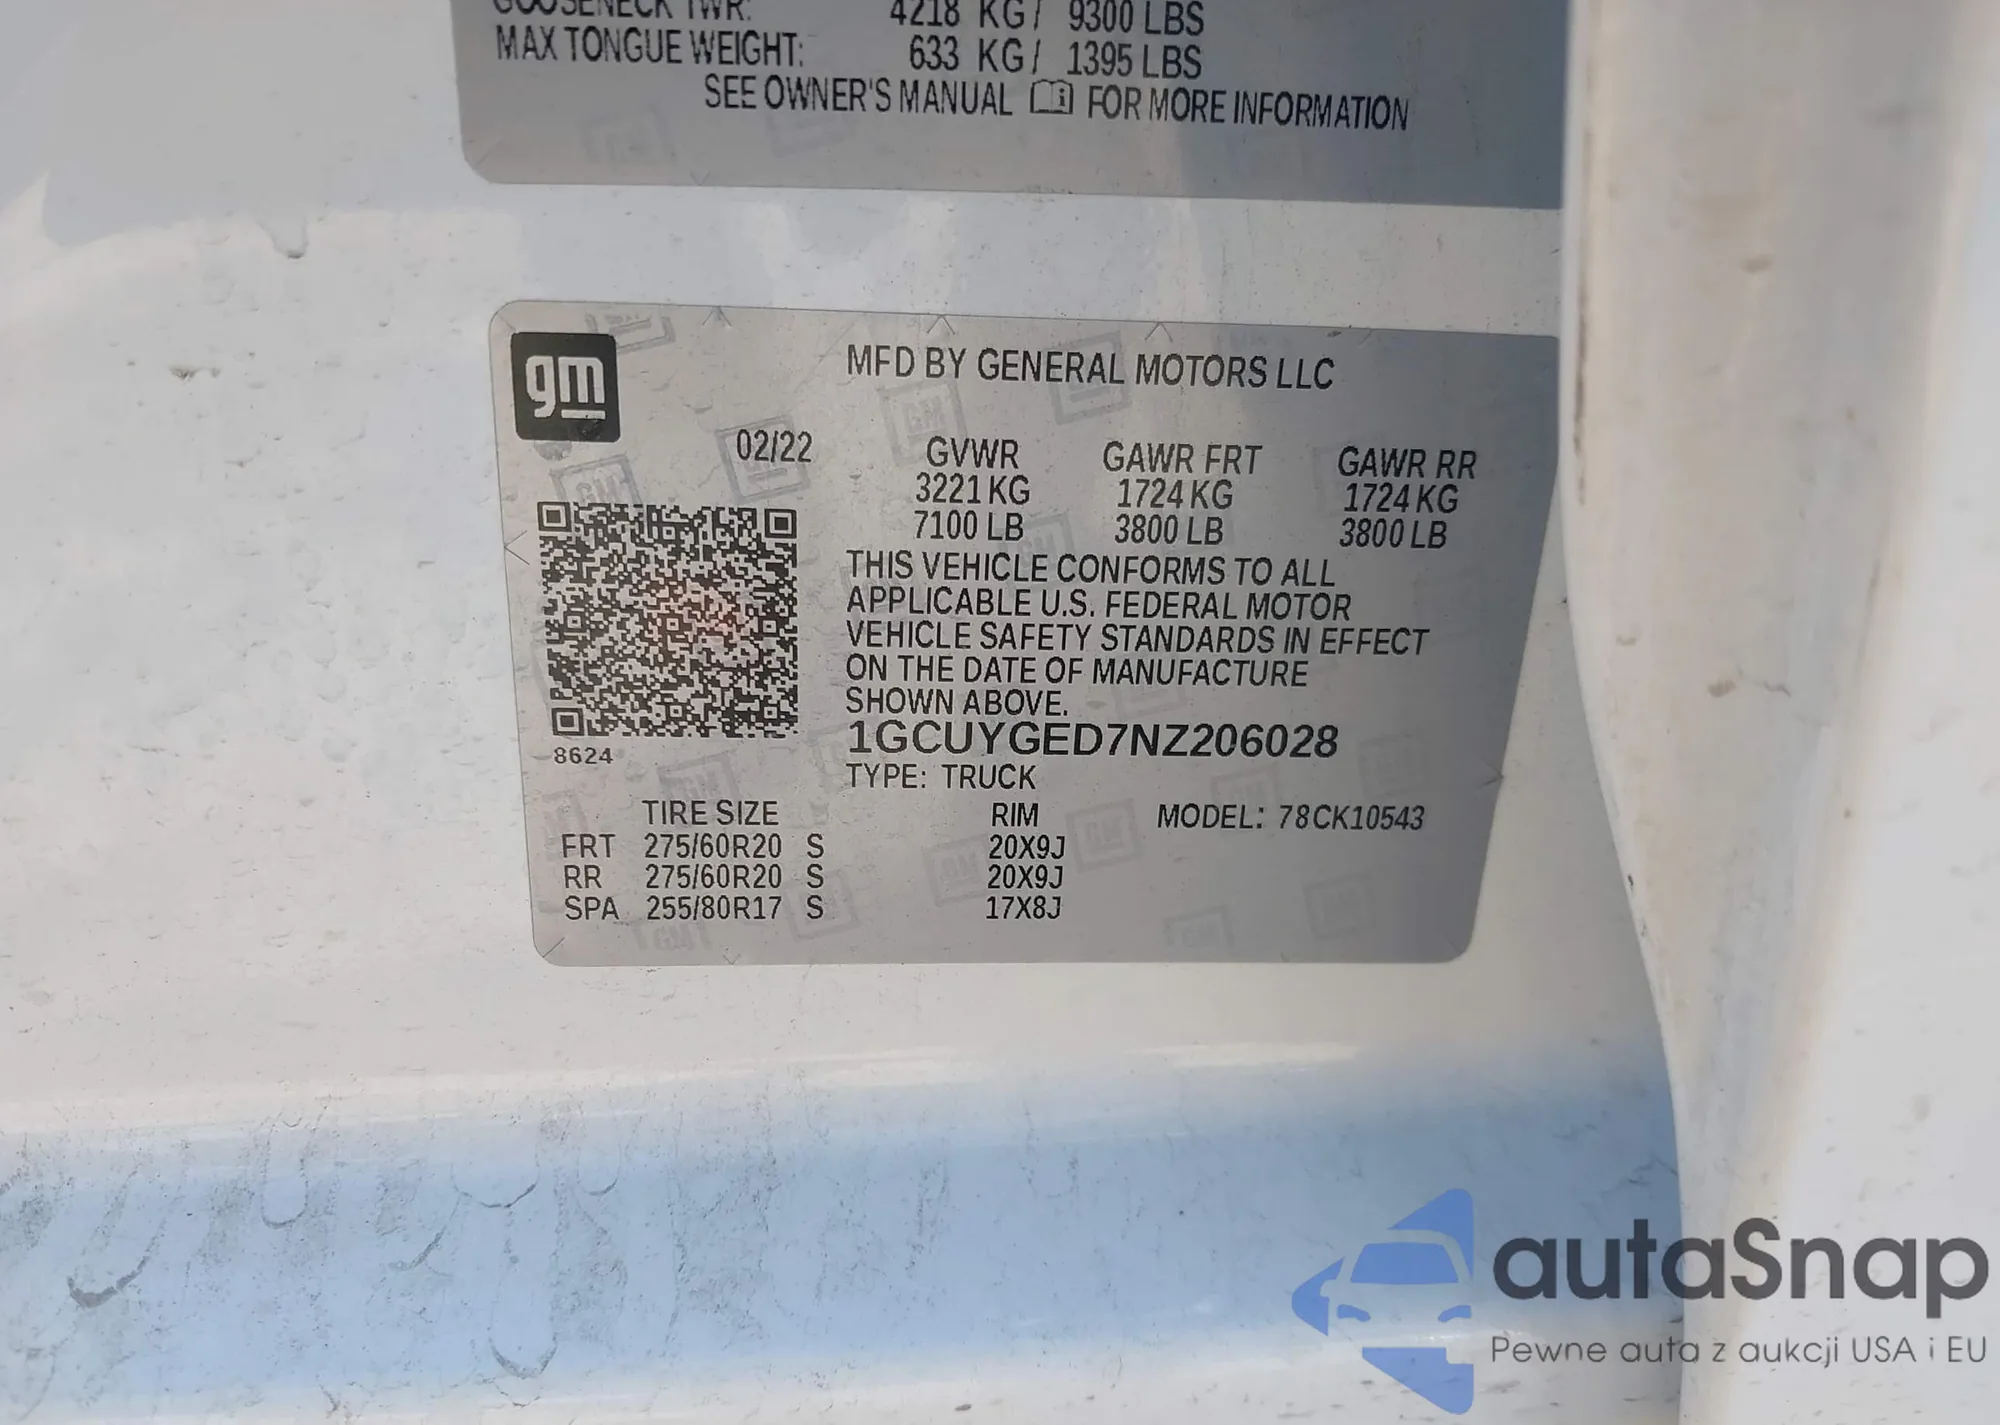 GOOSENECK TWR: 4218 KG / 9300 LBS
MAX TONGUE WEIGHT: 633 KG / 1395 LBS
SEE OWNER'S MANUAL FOR MORE INFORMATION
gm
MFD BY GENERAL MOTORS LLC
02/22 GVWR GAWR FRT GAWR RR
3221 KG 1724 KG 1724 KG
7100 LB 3800 LB 3800 LB
THIS VEHICLE CONFORMS TO ALL
APPLICABLE U.S. FEDERAL MOTOR
VEHICLE SAFETY STANDARDS IN EFFECT
ON THE DATE OF MANUFACTURE
SHOWN ABOVE.
1GCUYGED7NZ206028
8624
TYPE: TRUCK
TIRE SIZE RIM MODEL: 78CK10543
FRT 275/60R20 S 20X9J
RR 275/60R20 S 20X9J
SPA 255/80R17 S 17X8J
autaSnap
Pewne auta z aukcji USA i EU